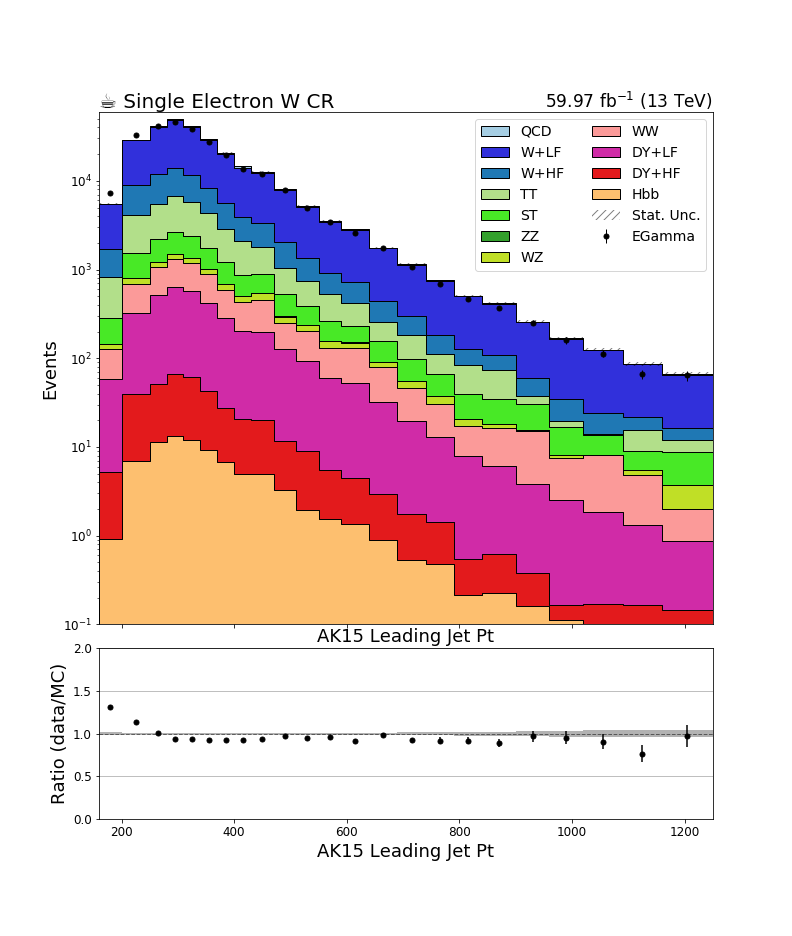 ☕ Single Electron W CR 59.97 fb⁻¹ (13 TeV)
QCD WW
W+LF DY+LF
W+HF DY+HF
TT Hbb
ST Stat. Unc.
ZZ EGamma
WZ
Events
10⁴
10³
10²
10¹
10⁰
10⁻¹
AK15 Leading Jet Pt
Ratio (data/MC)
2.0
1.5
1.0
0.5
0.0
200 400 600 800 1000 1200
AK15 Leading Jet Pt